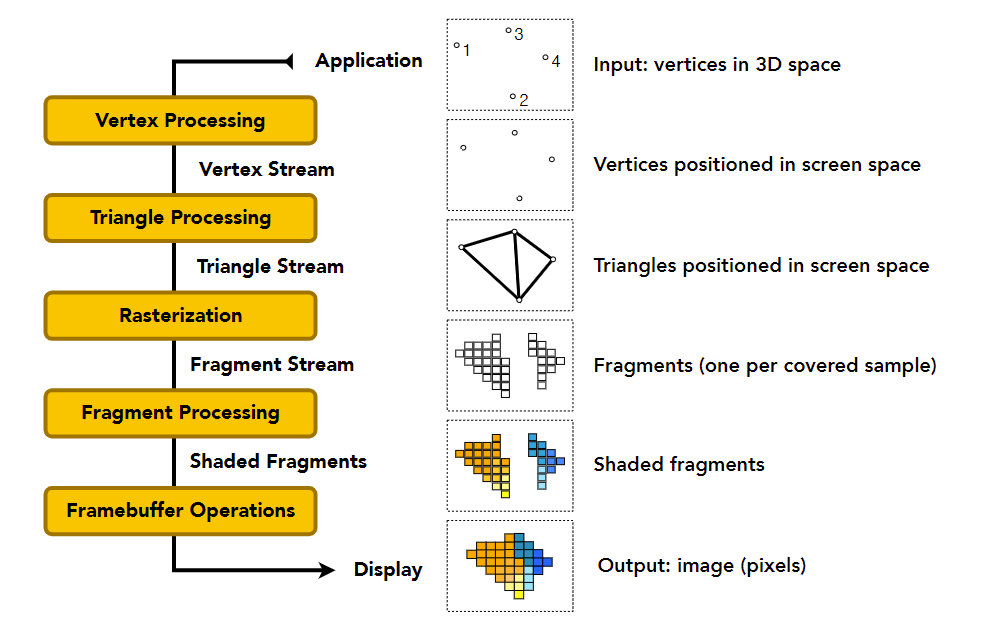 Application
1
3
4
2
Input: vertices in 3D space
Vertex Processing
Vertex Stream
Vertices positioned in screen space
Triangle Processing
Triangle Stream
Triangles positioned in screen space
Rasterization
Fragment Stream
Fragments (one per covered sample)
Fragment Processing
Shaded Fragments
Shaded fragments
Framebuffer Operations
Display
Output: image (pixels)